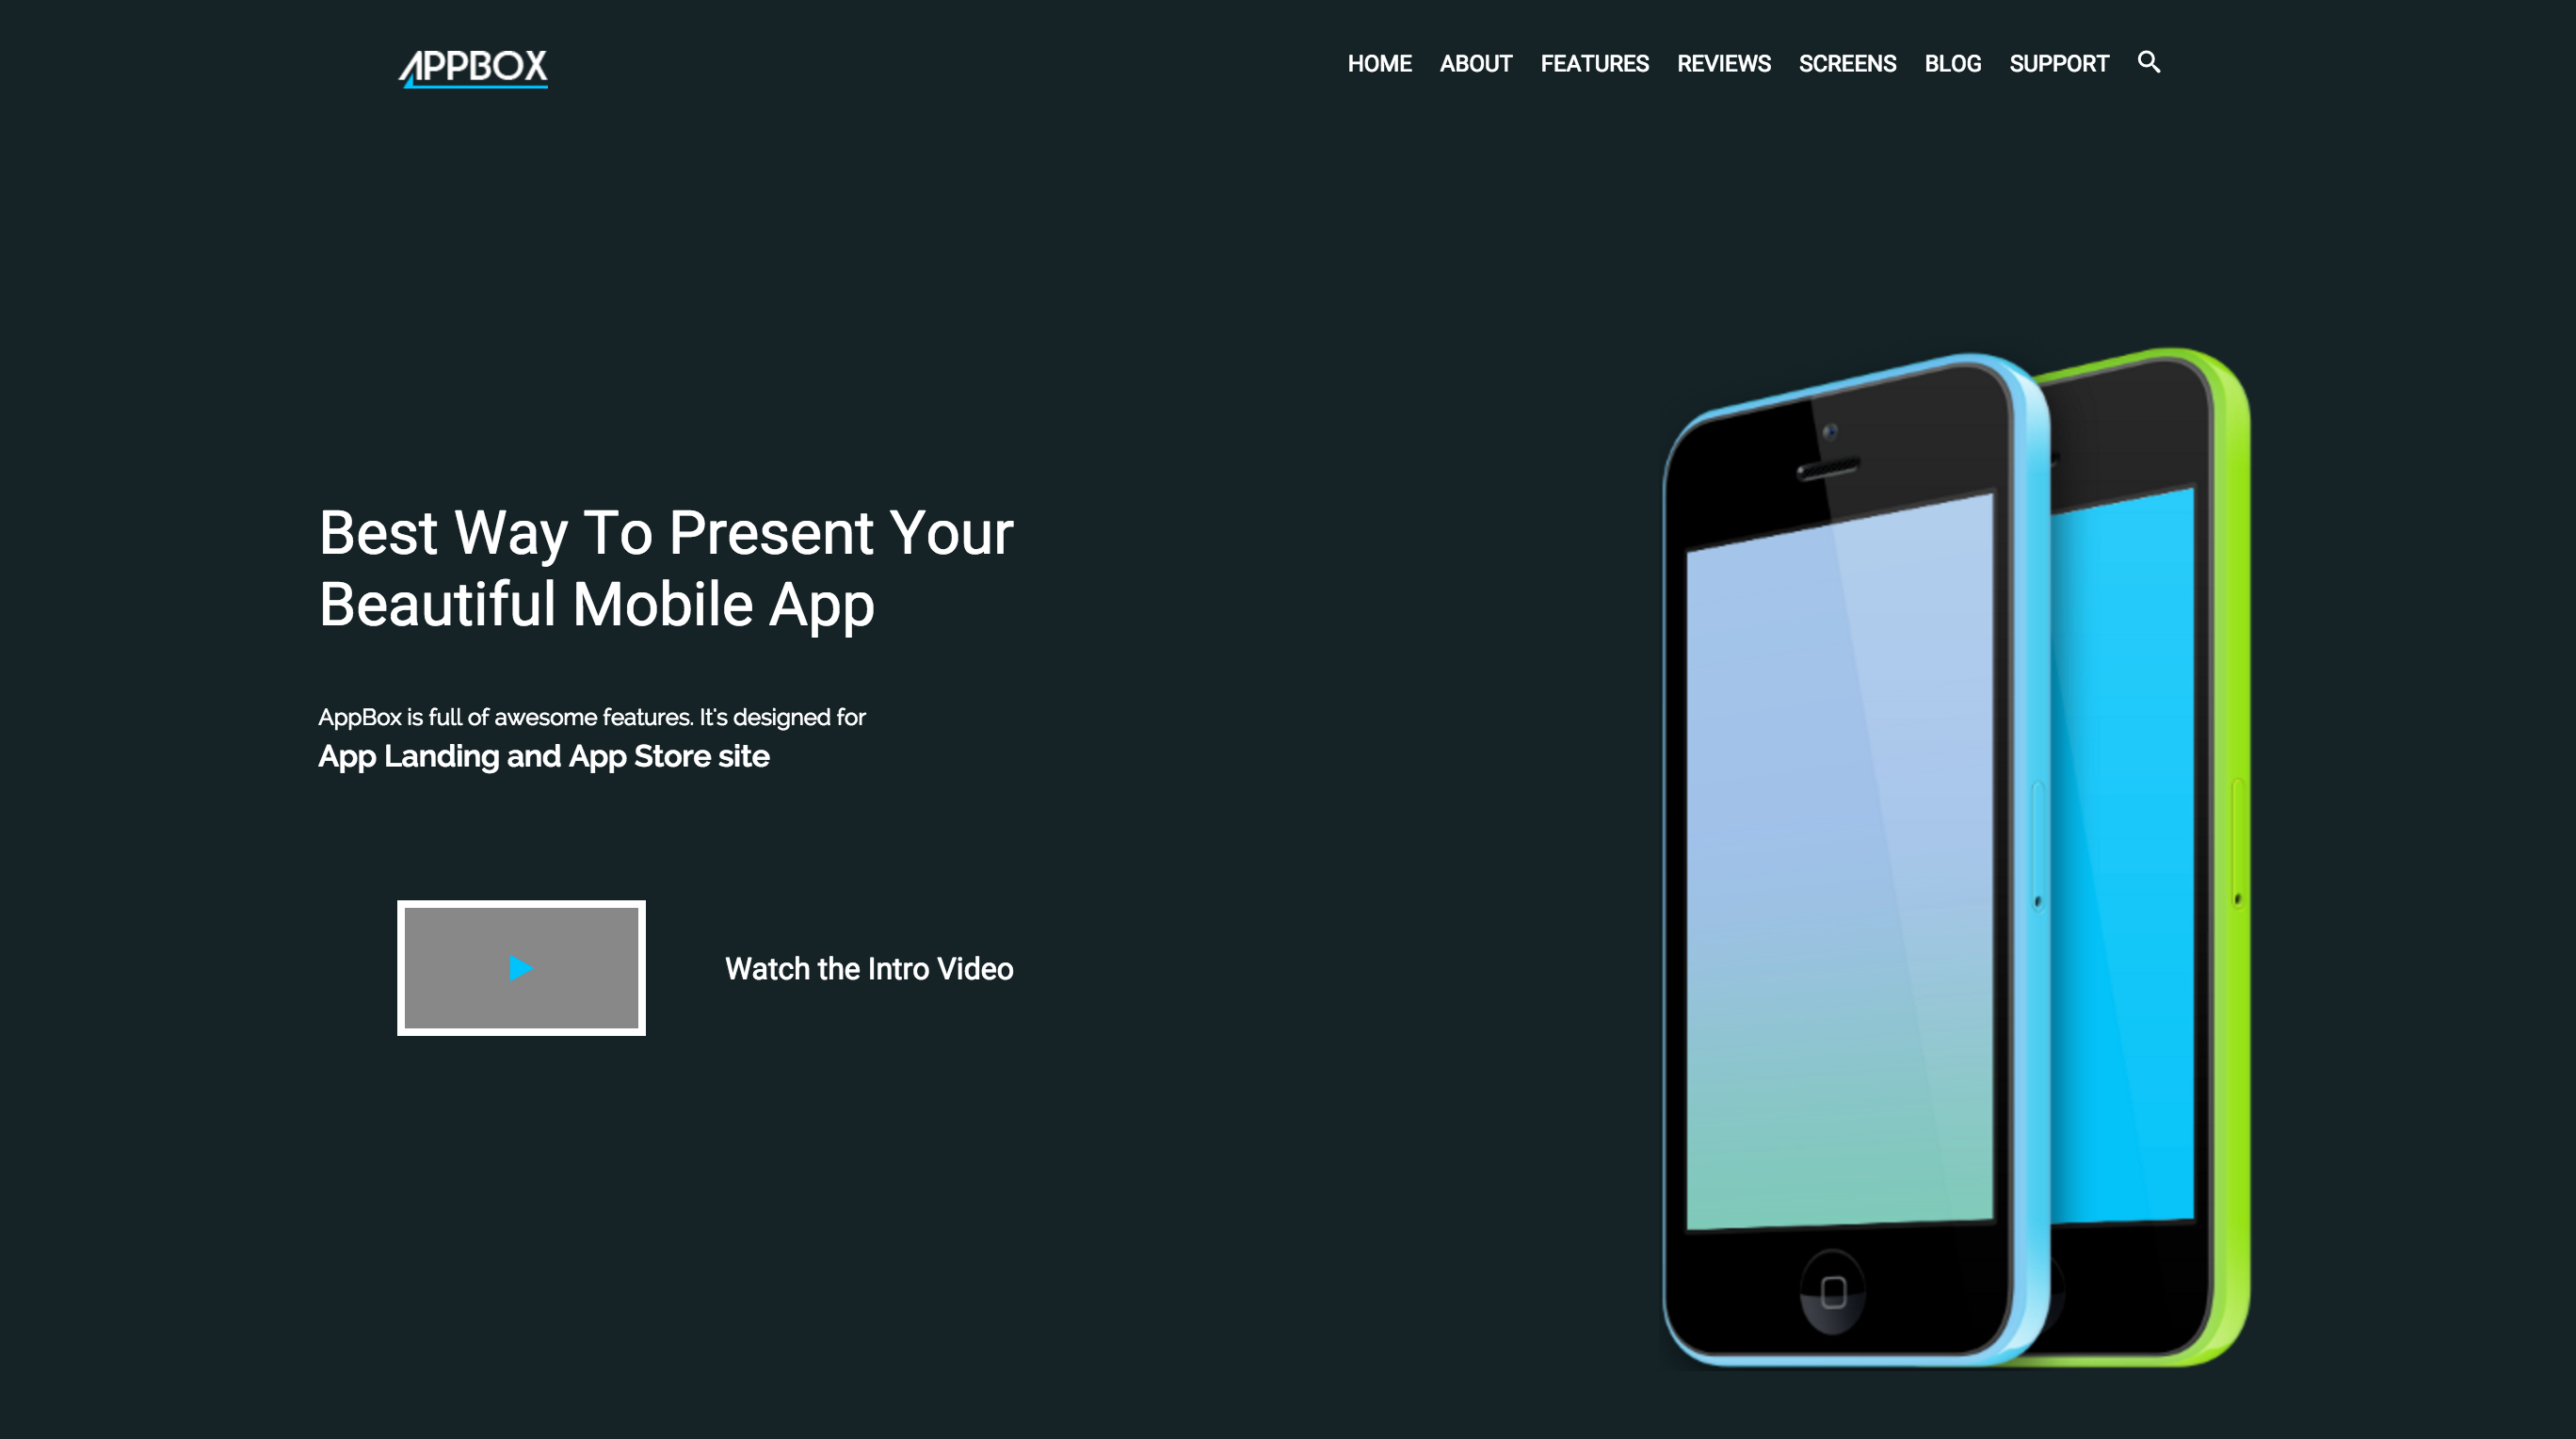 APPBOX
HOME ABOUT FEATURES REVIEWS SCREENS BLOG SUPPORT
Best Way To Present Your
Beautiful Mobile App
AppBox is full of awesome features. It's designed for
App Landing and App Store site
Watch the Intro Video